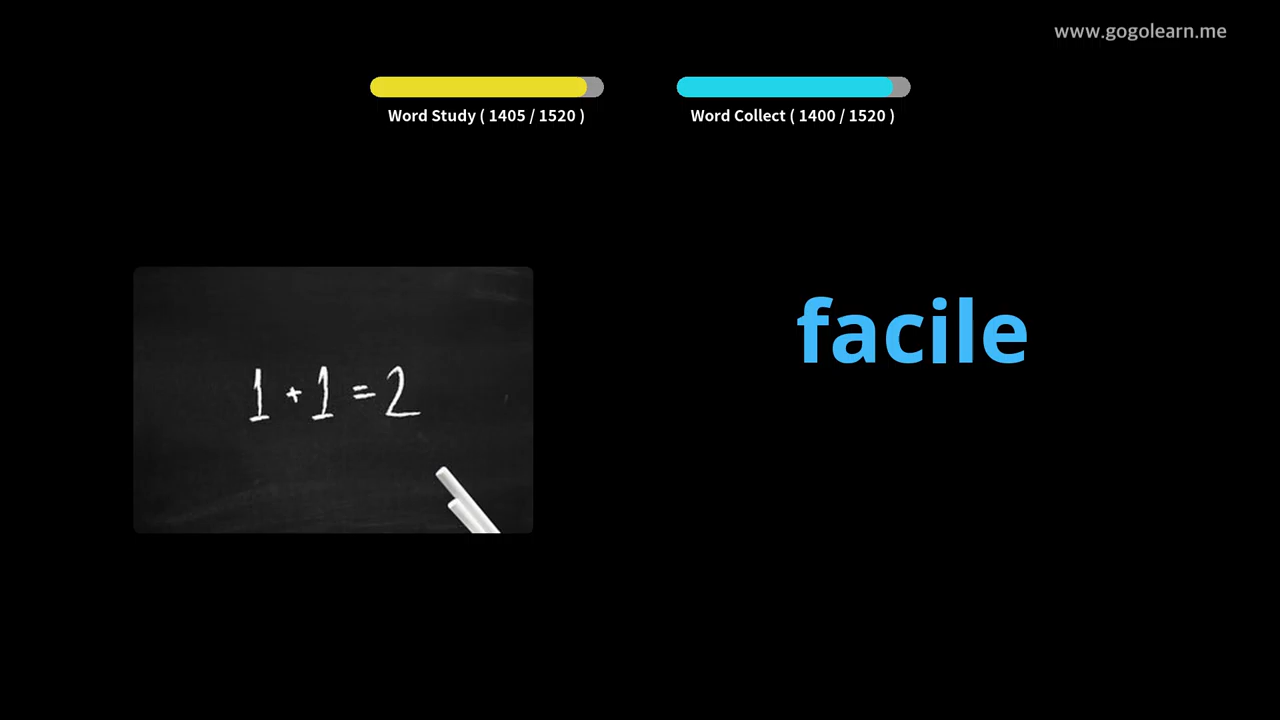 www.gogolearn.me
Word Study ( 1405 / 1520 )
Word Collect ( 1400 / 1520 )
facile
1 + 1 = 2